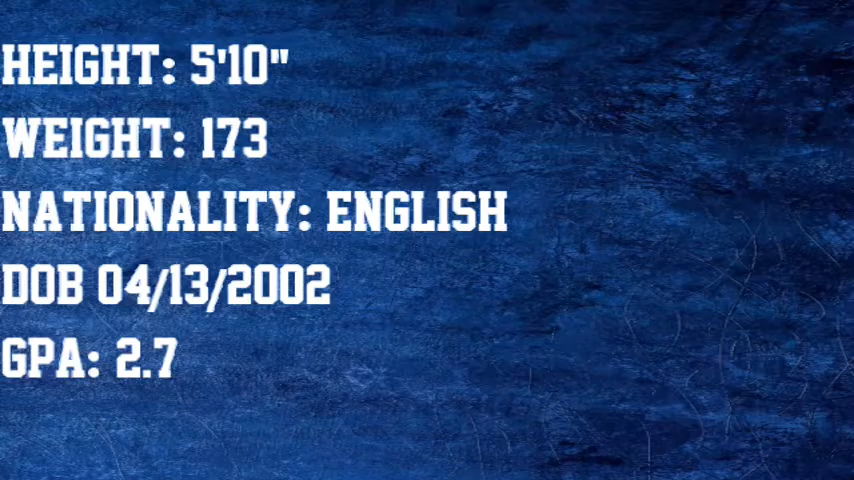 HEIGHT: 5'10"
WEIGHT: 173
NATIONALITY: ENGLISH
DOB 04/13/2002
GPA: 2.7